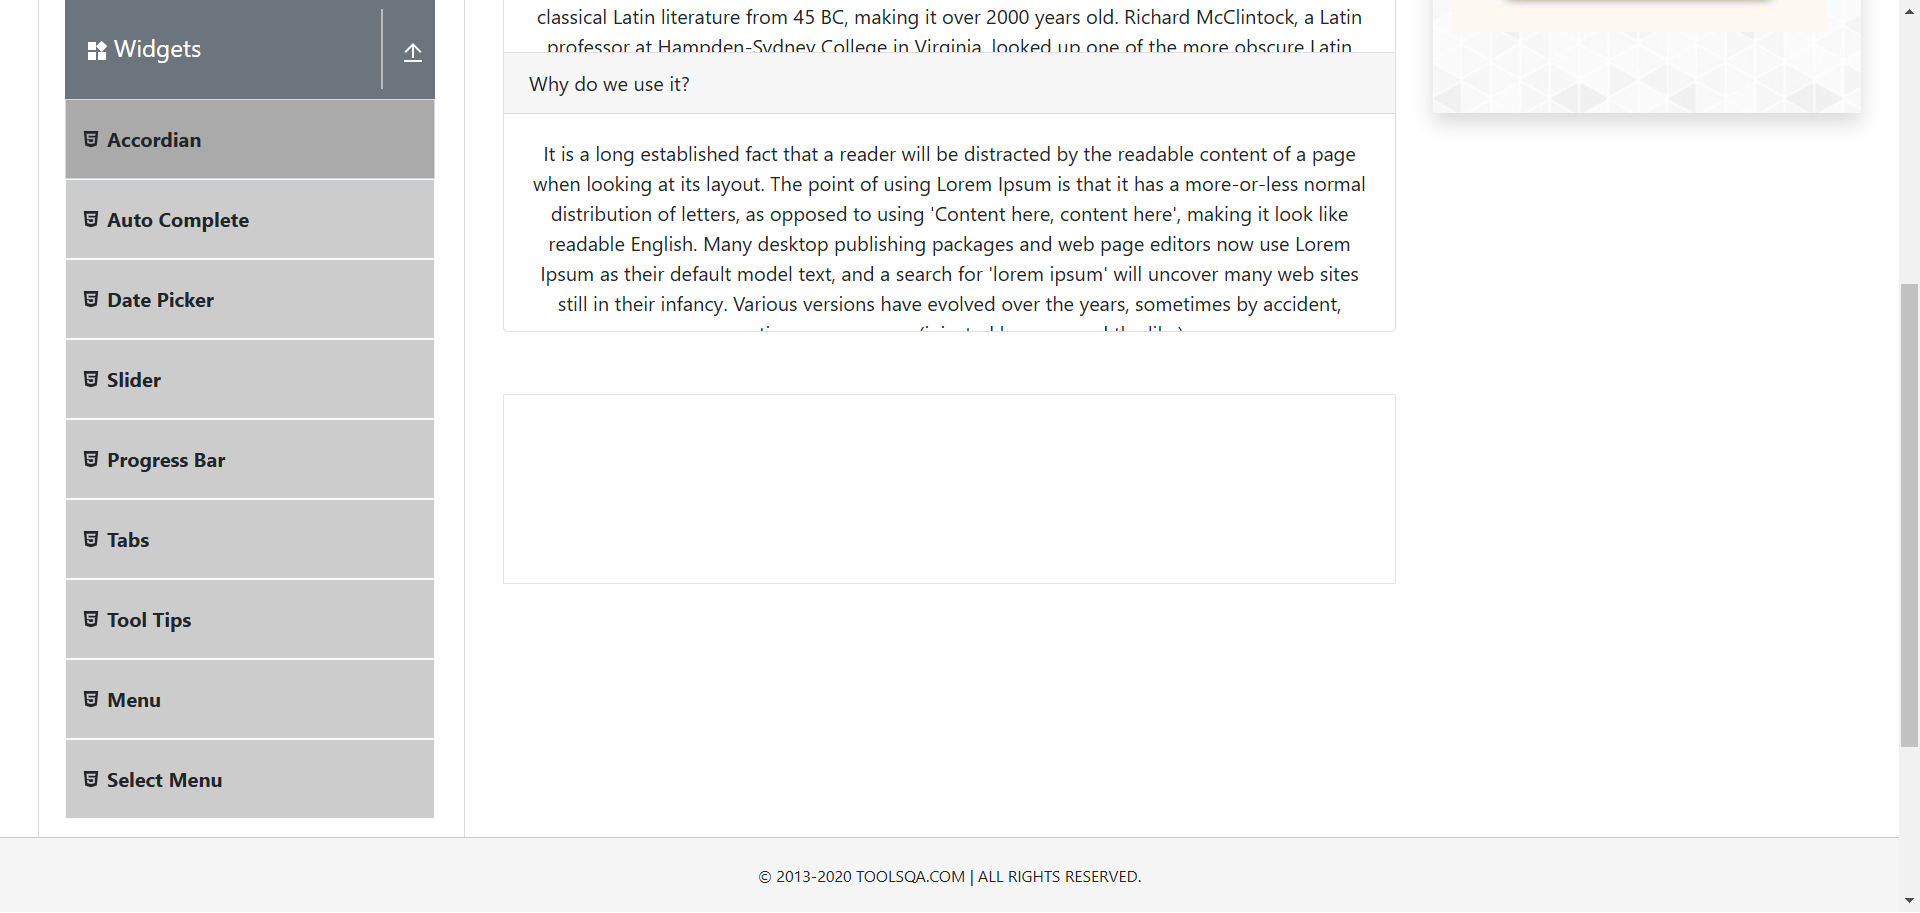 Widgets
Accordian
Auto Complete
Date Picker
Slider
Progress Bar
Tabs
Tool Tips
Menu
Select Menu
classical Latin literature from 45 BC, making it over 2000 years old. Richard McClintock, a Latin
professor at Hampden-Sydney College in Virginia, looked up one of the more obscure Latin
Why do we use it?
It is a long established fact that a reader will be distracted by the readable content of a page
when looking at its layout. The point of using Lorem Ipsum is that it has a more-or-less normal
distribution of letters, as opposed to using 'Content here, content here', making it look like
readable English. Many desktop publishing packages and web page editors now use Lorem
Ipsum as their default model text, and a search for 'lorem ipsum' will uncover many web sites
still in their infancy. Various versions have evolved over the years, sometimes by accident,
© 2013-2020 TOOLSQA.COM | ALL RIGHTS RESERVED.